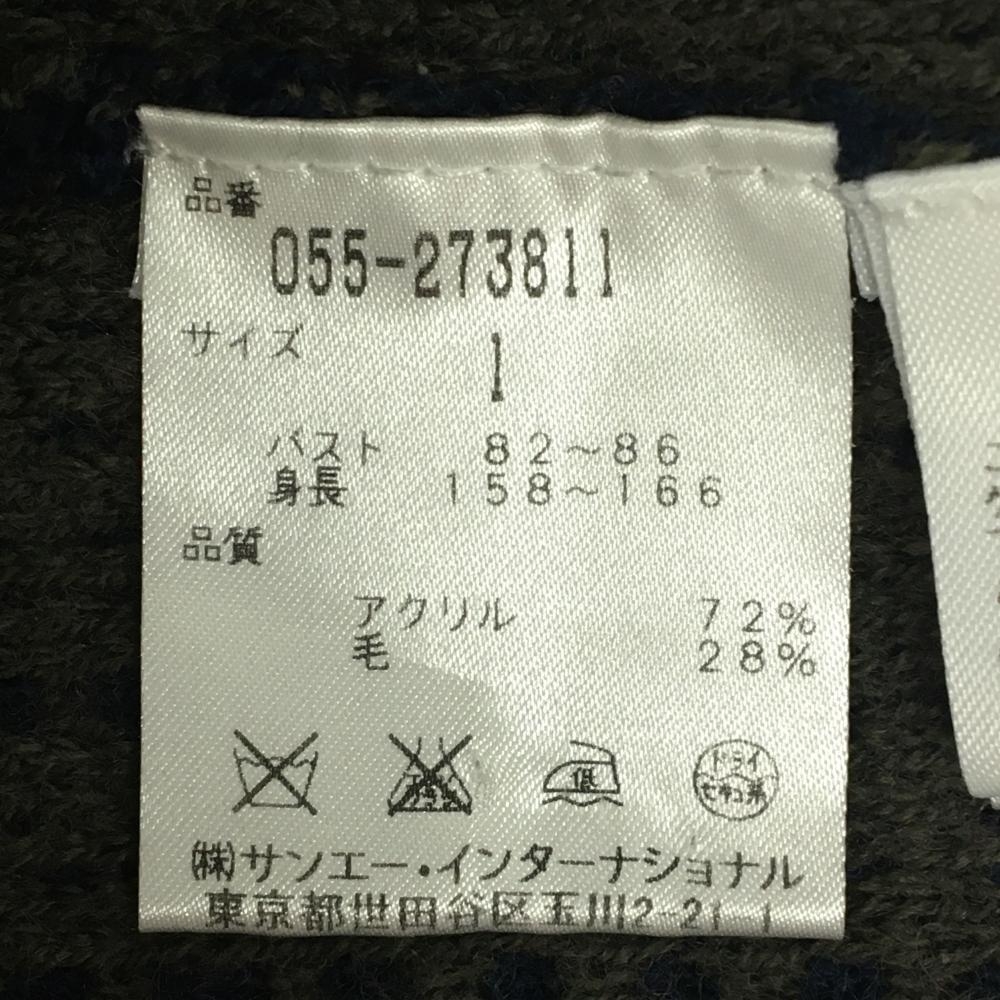 品番
055-273811
サイズ
1
バスト 82~86
身長 158~166
品質
アクリル 72%
毛 28%
低
ドライ
セキユ系
(株)サンエー・インターナショナル
東京都世田谷区玉川2-21-1